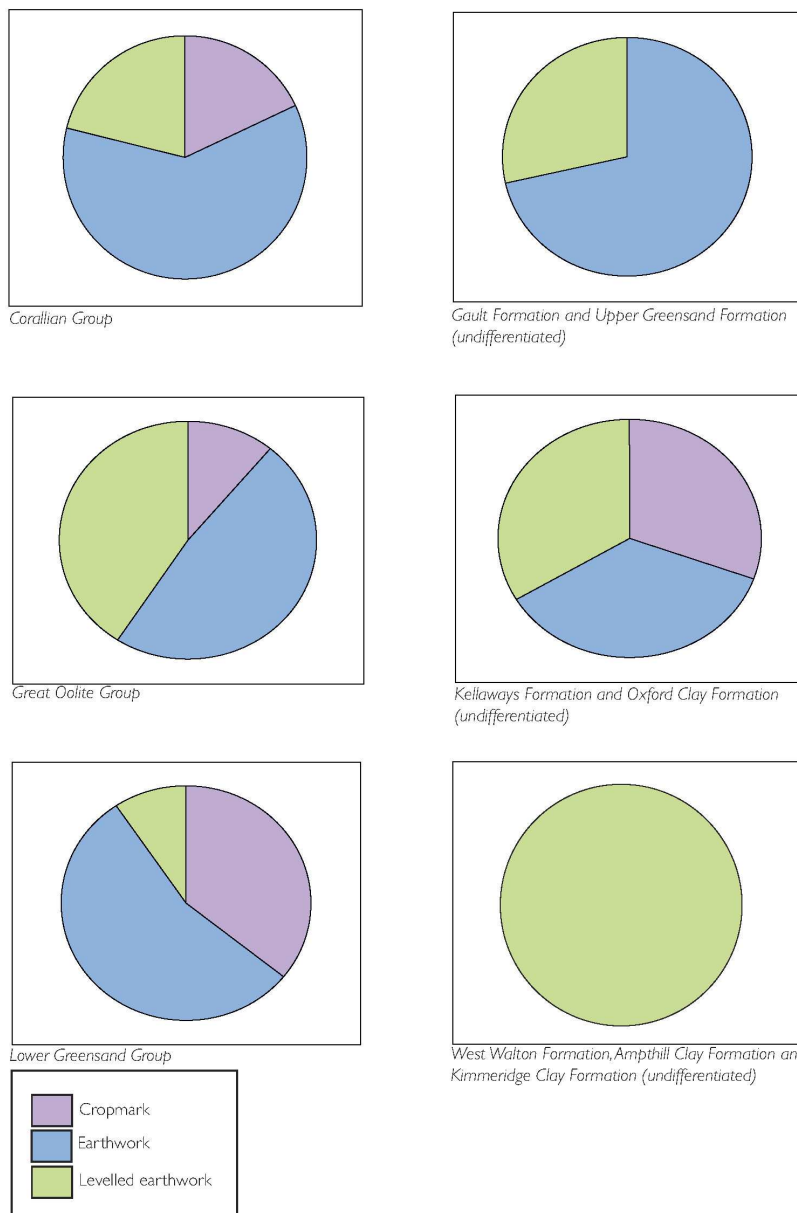 Corallian Group
Gault Formation and Upper Greensand Formation
(undifferentiated)
Great Oolite Group
Kellaways Formation and Oxford Clay Formation
(undifferentiated)
Lower Greensand Group
West Walton Formation, Ampthill Clay Formation an
Kimmeridge Clay Formation (undifferentiated)
Cropmark
Earthwork
Levelled earthwork